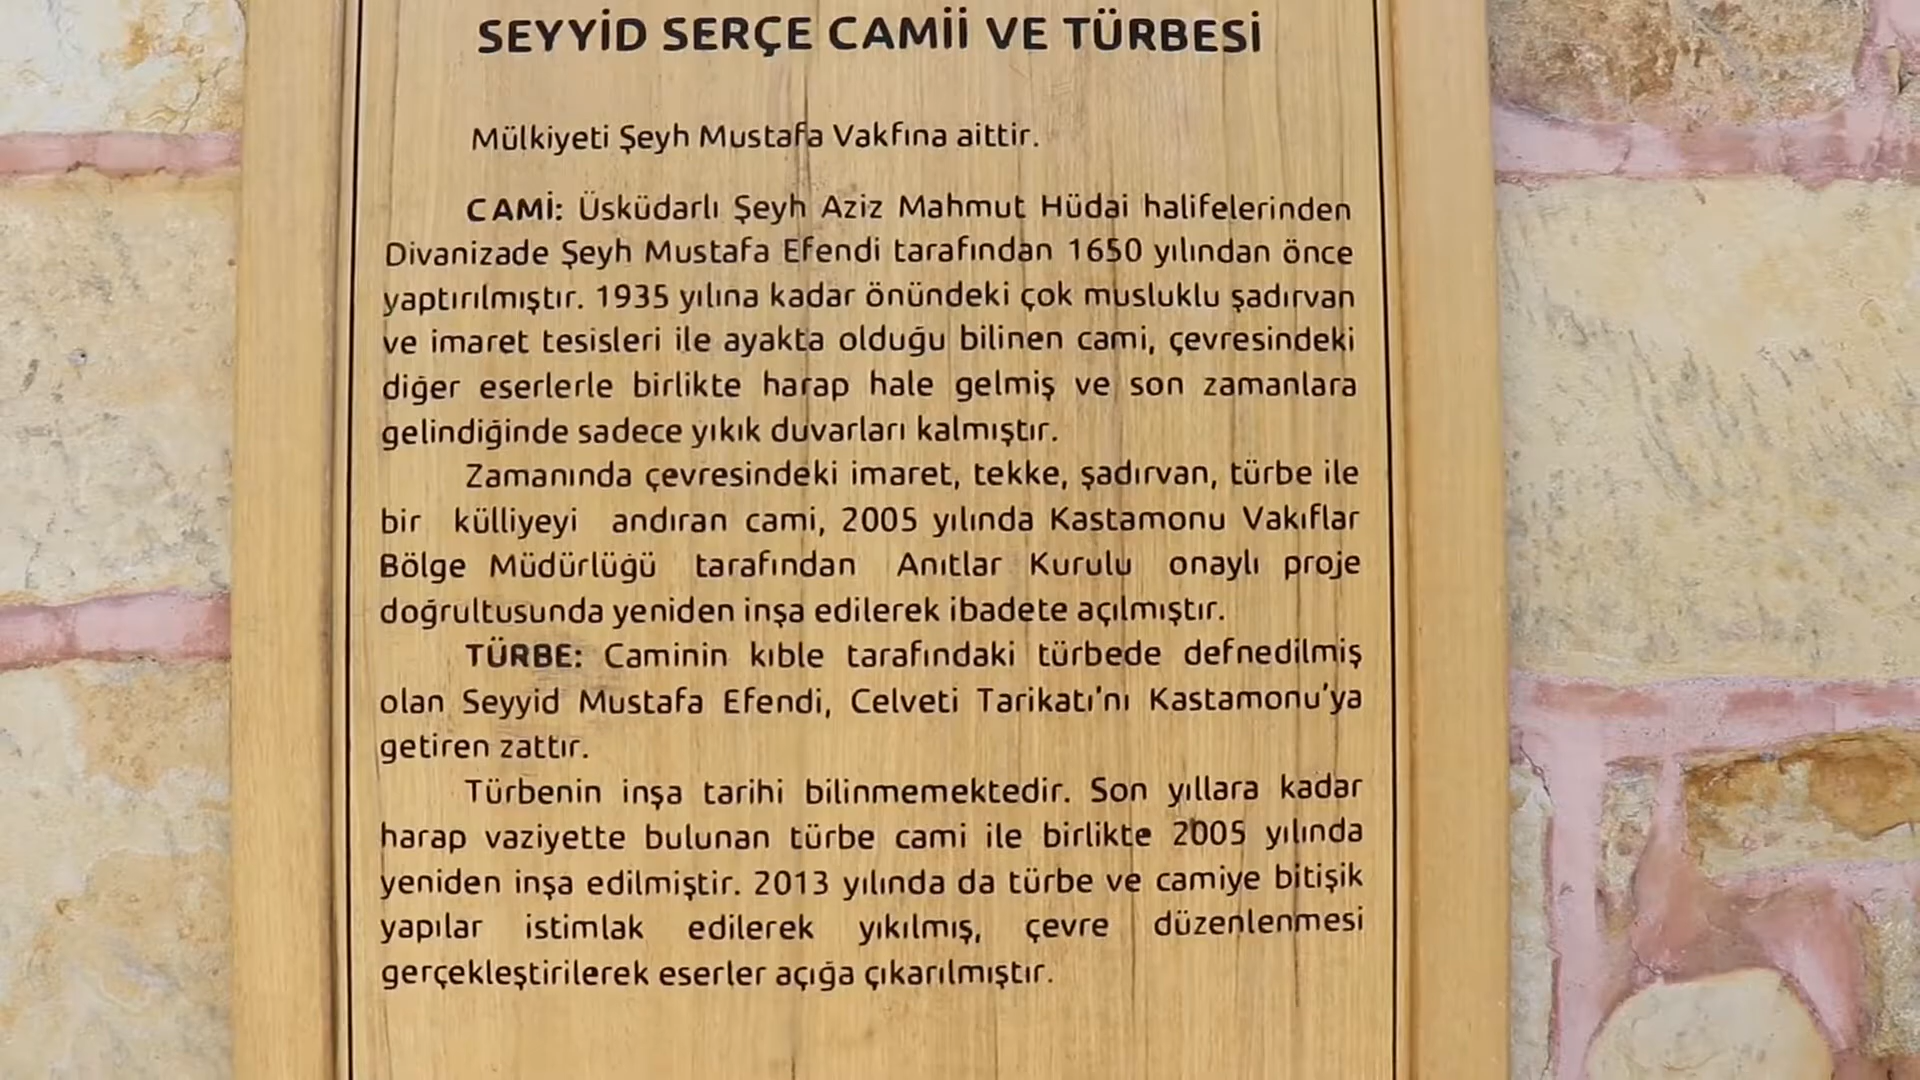 SEYYİD SERÇE CAMİİ VE TÜRBESİ
Mülkiyeti Şeyh Mustafa Vakfına aittir.
CAMİ: Üsküdarlı Şeyh Aziz Mahmut Hüdai halifelerinden
Divanizade Şeyh Mustafa Efendi tarafından 1650 yılından önce
yaptırılmıştır. 1935 yılına kadar önündeki çok musluklu şadırvan
ve imaret tesisleri ile ayakta olduğu bilinen cami, çevresindeki
diğer eserlerle birlikte harap hale gelmiş ve son zamanlara
gelindiğinde sadece yıkık duvarları kalmıştır.
Zamanında çevresindeki imaret, tekke, şadırvan, türbe ile
bir külliyeyi andıran cami, 2005 yılında Kastamonu Vakıflar
Bölge Müdürlüğü tarafından Anıtlar Kurulu onaylı proje
doğrultusunda yeniden inşa edilerek ibadete açılmıştır.
TÜRBE: Caminin kıble tarafındaki türbede defnedilmiş
olan Seyyid Mustafa Efendi, Celveti Tarikatı'nı Kastamonu'ya
getiren zattır.
Türbenin inşa tarihi bilinmemektedir. Son yıllara kadar
harap vaziyette bulunan türbe cami ile birlikte 2005 yılında
yeniden inşa edilmiştir. 2013 yılında da türbe ve camiye bitişik
yapılar istimlak edilerek yıkılmış, çevre düzenlenmesi
gerçekleştirilerek eserler açığa çıkarılmıştır.